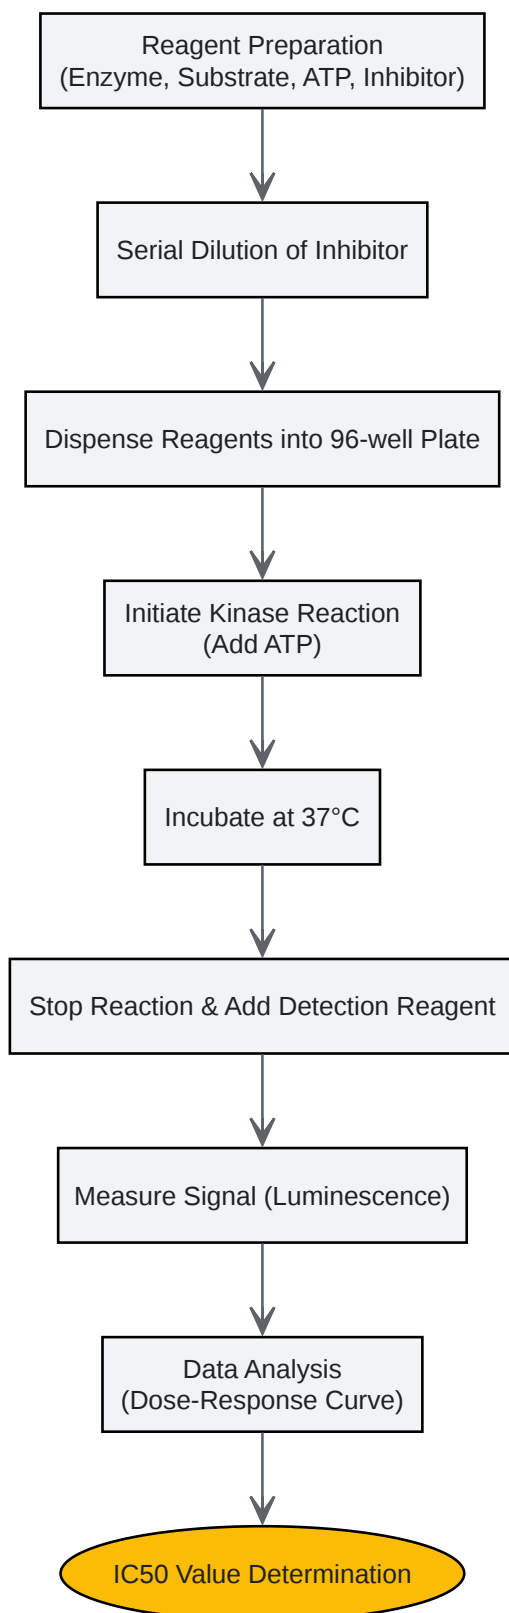 Reagent Preparation
(Enzyme, Substrate, ATP, Inhibitor)
Serial Dilution of Inhibitor
Dispense Reagents into 96-well Plate
Initiate Kinase Reaction
(Add ATP)
Incubate at 37°C
Stop Reaction & Add Detection Reagent
Measure Signal (Luminescence)
Data Analysis
(Dose-Response Curve)
IC50 Value Determination